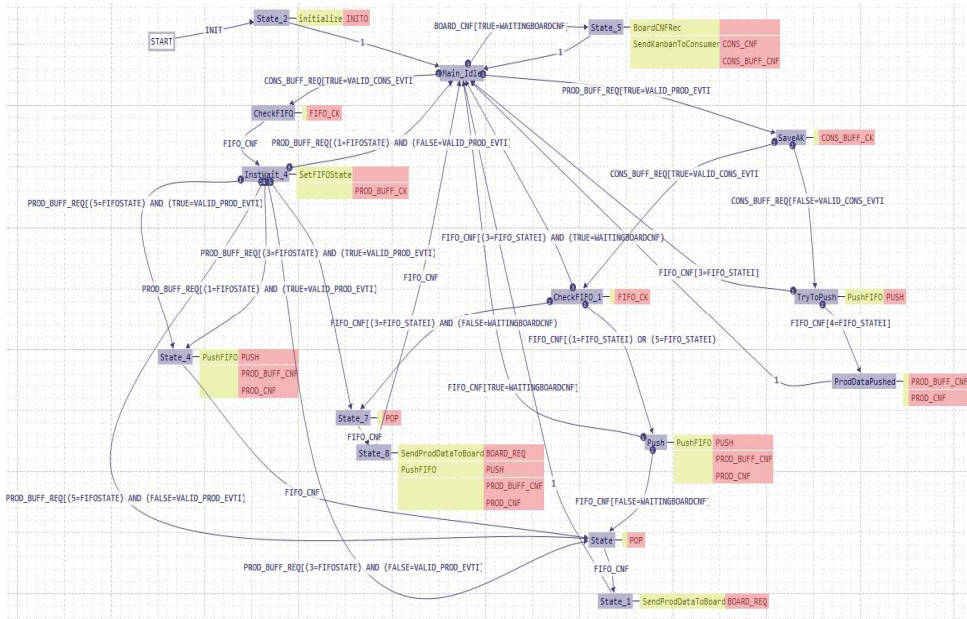 State_2 initialize INITO
INIT
START
1
BOARD_CNF[TRUE=WAITINGBOARDCNF]
State_5 BoardCNFRec
SendKanbanToConsumer CONS_CNF
CONS_BUFF_CNF
1
Main_Idle
CONS_BUFF_REQ[TRUE=VALID_CONS_EVTI]
PROD_BUFF_REQ[TRUE=VALID_PROD_EVTI]
CheckFIFO FIFO_CK
FIFO_CNF
PROD_BUFF_REQ[(1=FIFOSTATE) AND (FALSE=VALID_PROD_EVTI]
SaveAK CONS_BUFF_CK
InstWait_4 SetFIFOState
PROD_BUFF_CK
CONS_BUFF_REQ[TRUE=VALID_CONS_EVTI]
PROD_BUFF_REQ[(5=FIFOSTATE) AND (TRUE=VALID_PROD_EVTI]
CONS_BUFF_REQ[FALSE=VALID_CONS_EVTI]
FIFO_CNF[(3=FIFO_STATEI) AND (TRUE=WAITINGBOARDCNF)
PROD_BUFF_REQ[(3=FIFOSTATE) AND (TRUE=VALID_PROD_EVTI]
FIFO_CNF
FIFO_CNF[3=FIFO_STATEI]
PROD_BUFF_REQ[(1=FIFOSTATE) AND (TRUE=VALID_PROD_EVTI]
CheckFIFO_1 FIFO_CK
TryToPush PushFIFO PUSH
FIFO_CNF[(3=FIFO_STATEI) AND (FALSE=WAITINGBOARDCNF)
FIFO_CNF[4=FIFO_STATEI]
FIFO_CNF[(1=FIFO_STATEI) OR (5=FIFO_STATEI)
State_4 PushFIFO PUSH
PROD_BUFF_CNF
PROD_CNF
1
ProdDataPushed PROD_BUFF_CNF
PROD_CNF
FIFO_CNF[TRUE=WAITINGBOARDCNF]
State_7 POP
FIFO_CNF
Push PushFIFO PUSH
PROD_BUFF_CNF
PROD_CNF
State_8 SendProdDataToBoard BOARD_REQ
PushFIFO PUSH
PROD_BUFF_CNF
PROD_CNF
1
FIFO_CNF
PROD_BUFF_REQ[(5=FIFOSTATE) AND (FALSE=VALID_PROD_EVTI]
FIFO_CNF[FALSE=WAITINGBOARDCNF]
State POP
PROD_BUFF_REQ[(3=FIFOSTATE) AND (FALSE=VALID_PROD_EVTI]
FIFO_CNF
State_1 SendProdDataToBoard BOARD_REQ